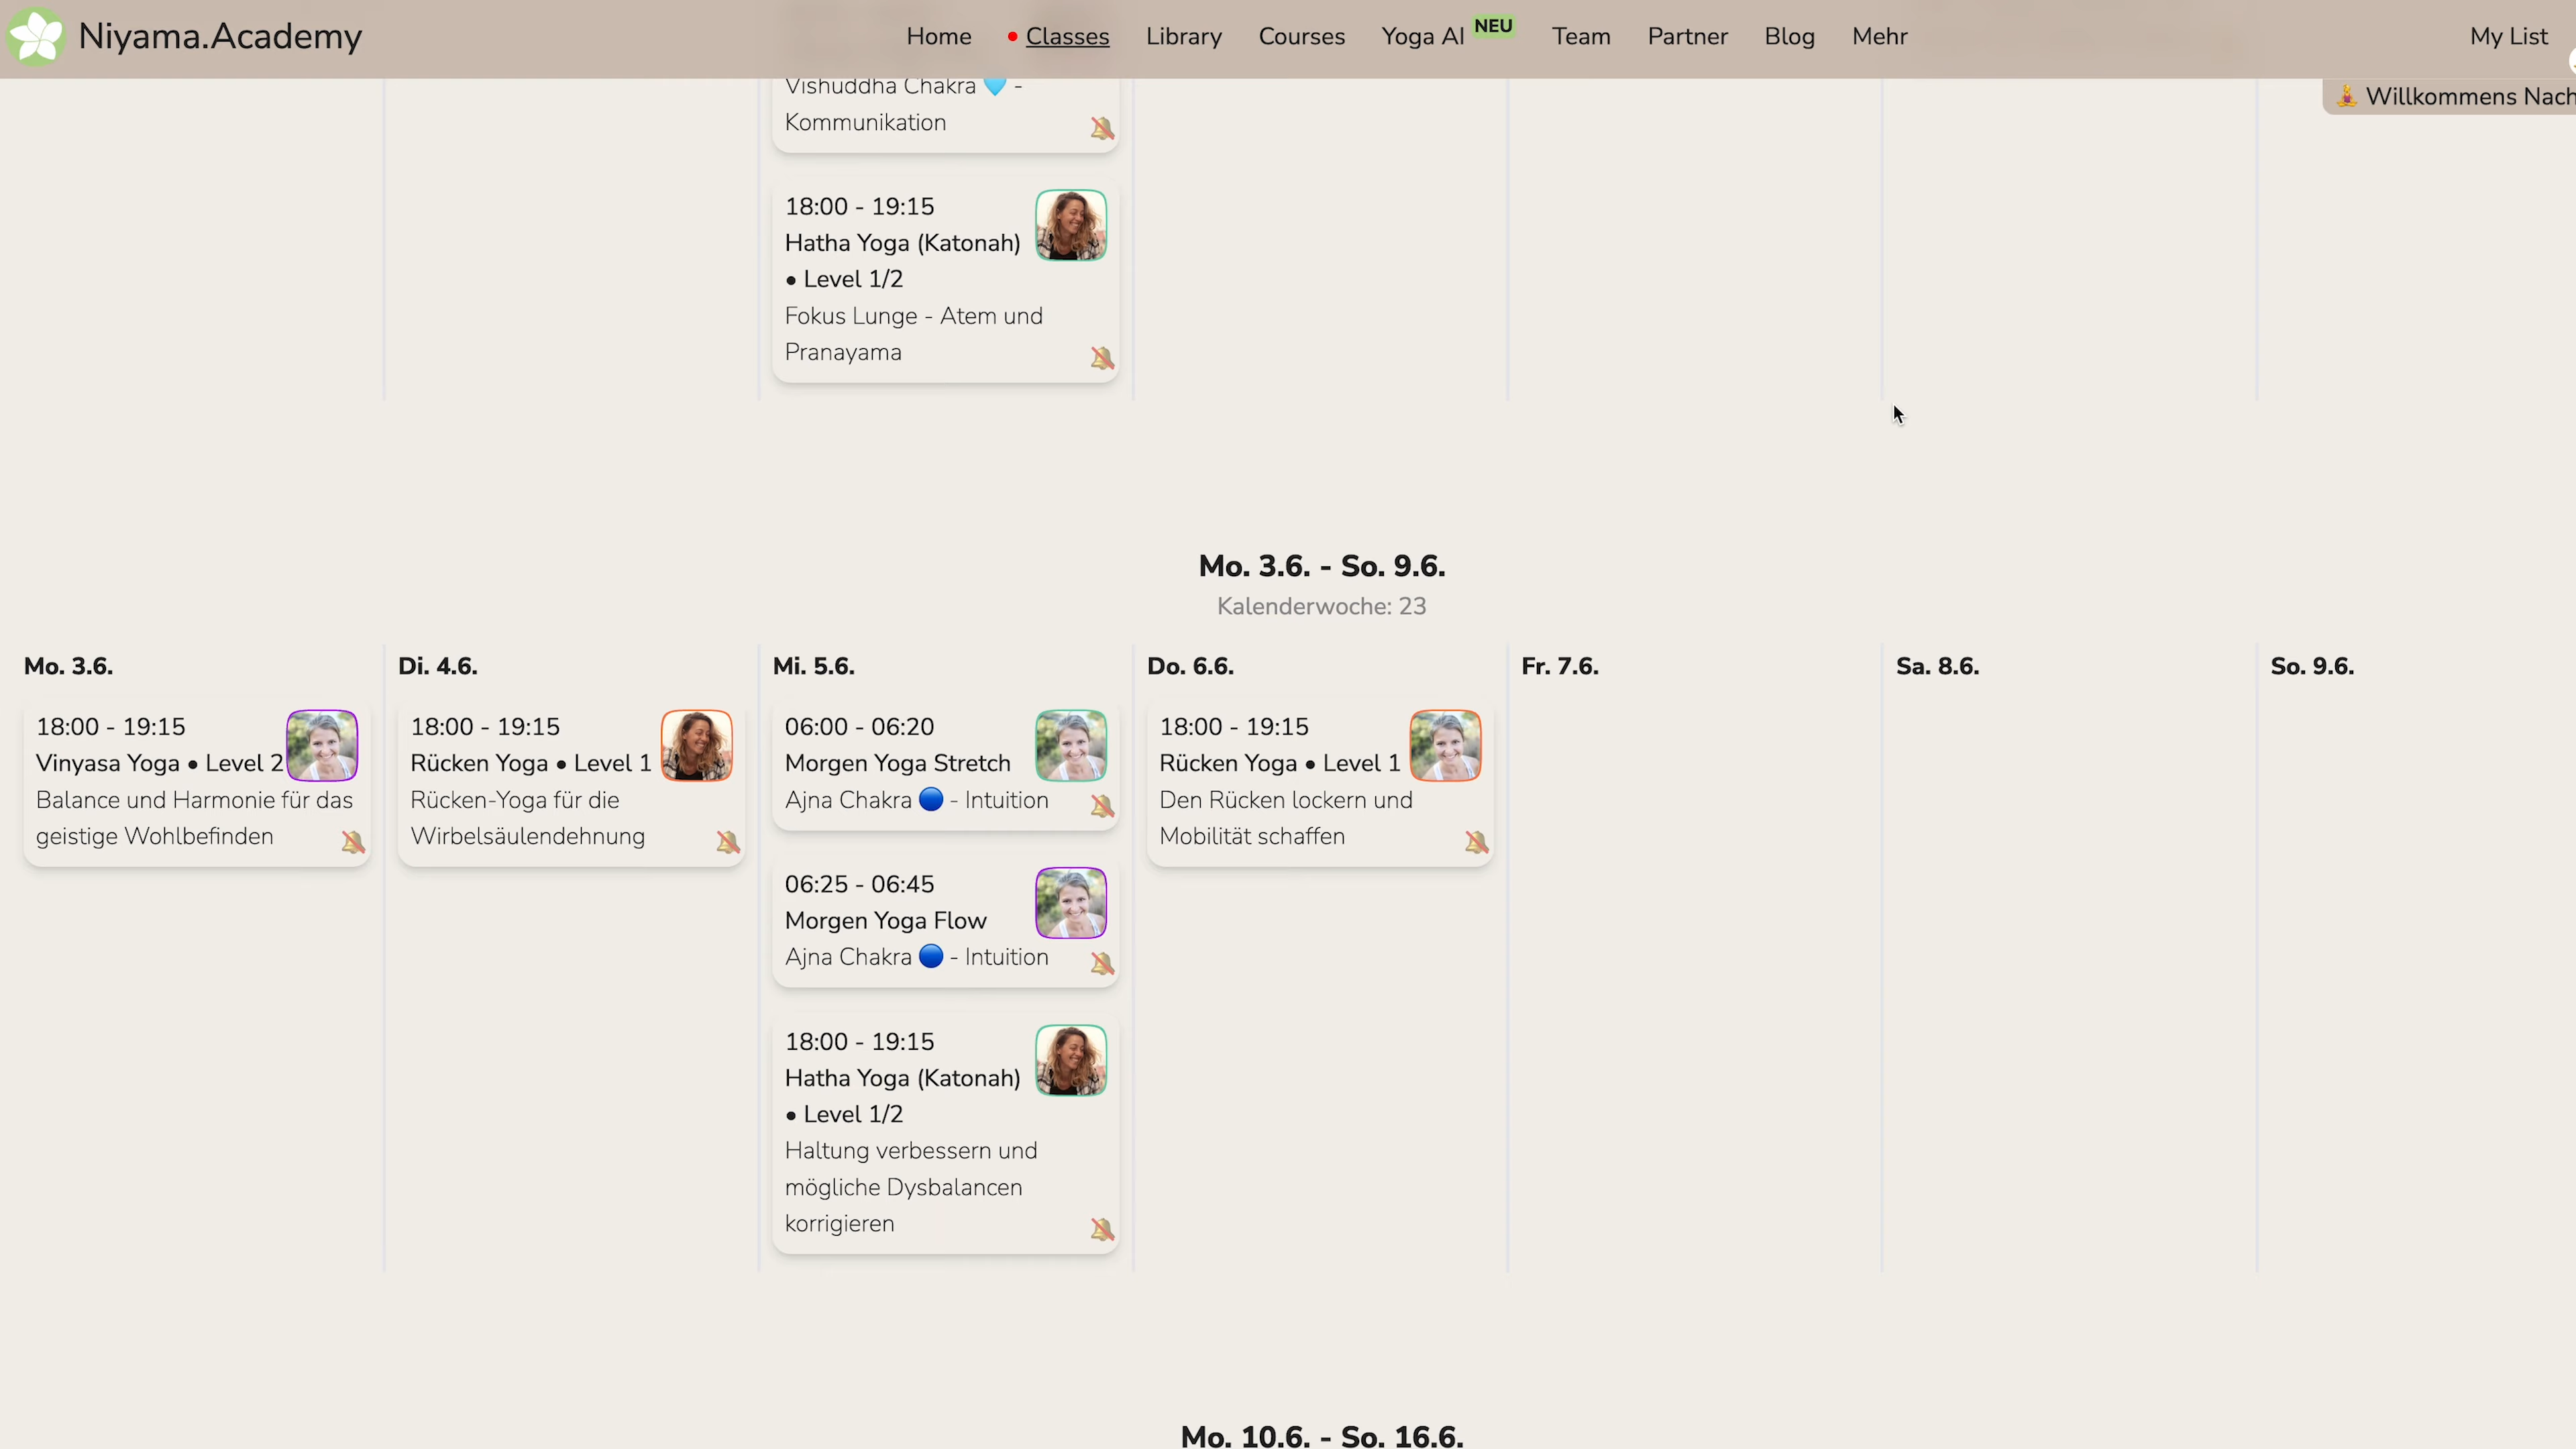 Niyama.Academy
Home
Classes
Library
Courses
Yoga AI NEU
Team
Partner
Blog
Mehr
My List
Willkommens Nach
Vishuddha Chakra 🩵 -
Kommunikation
18:00 - 19:15
Hatha Yoga (Katonah)
• Level 1/2
Fokus Lunge - Atem und
Pranayama
Mo. 3.6. - So. 9.6.
Kalenderwoche: 23
Mo. 3.6.
18:00 - 19:15
Vinyasa Yoga • Level 2
Balance und Harmonie für das
geistige Wohlbefinden
Di. 4.6.
18:00 - 19:15
Rücken Yoga • Level 1
Rücken-Yoga für die
Wirbelsäulendehnung
Mi. 5.6.
06:00 - 06:20
Morgen Yoga Stretch
Ajna Chakra 🔵 - Intuition
06:25 - 06:45
Morgen Yoga Flow
Ajna Chakra 🔵 - Intuition
18:00 - 19:15
Hatha Yoga (Katonah)
• Level 1/2
Haltung verbessern und
mögliche Dysbalancen
korrigieren
Do. 6.6.
18:00 - 19:15
Rücken Yoga • Level 1
Den Rücken lockern und
Mobilität schaffen
Fr. 7.6.
Sa. 8.6.
So. 9.6.
Mo. 10.6. - So. 16.6.